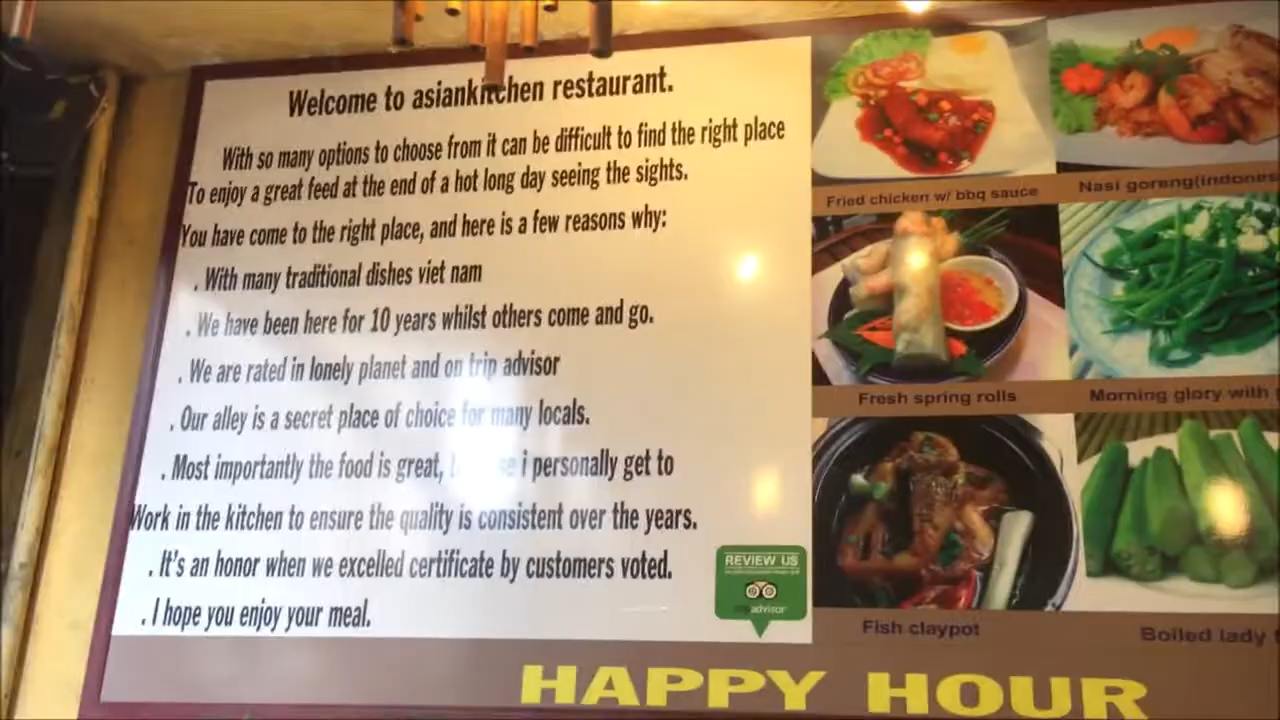 Welcome to asiankitchen restaurant.
With so many options to choose from it can be difficult to find the right place
To enjoy a great feed at the end of a hot long day seeing the sights.
You have come to the right place, and here is a few reasons why:
. With many traditional dishes viet nam
. We have been here for 10 years whilst others come and go.
. We are rated in lonely planet and on trip advisor
. Our alley is a secret place of choice for many locals.
. Most importantly the food is great, i personally get to
Work in the kitchen to ensure the quality is consistent over the years.
. It's an honor when we excelled certificate by customers voted.
. I hope you enjoy your meal.
REVIEW US
advisor
Fried chicken w/ bbq sauce
Nasi goreng(indones
Fresh spring rolls
Morning glory with
Fish claypot
Boiled lady
HAPPY HOUR